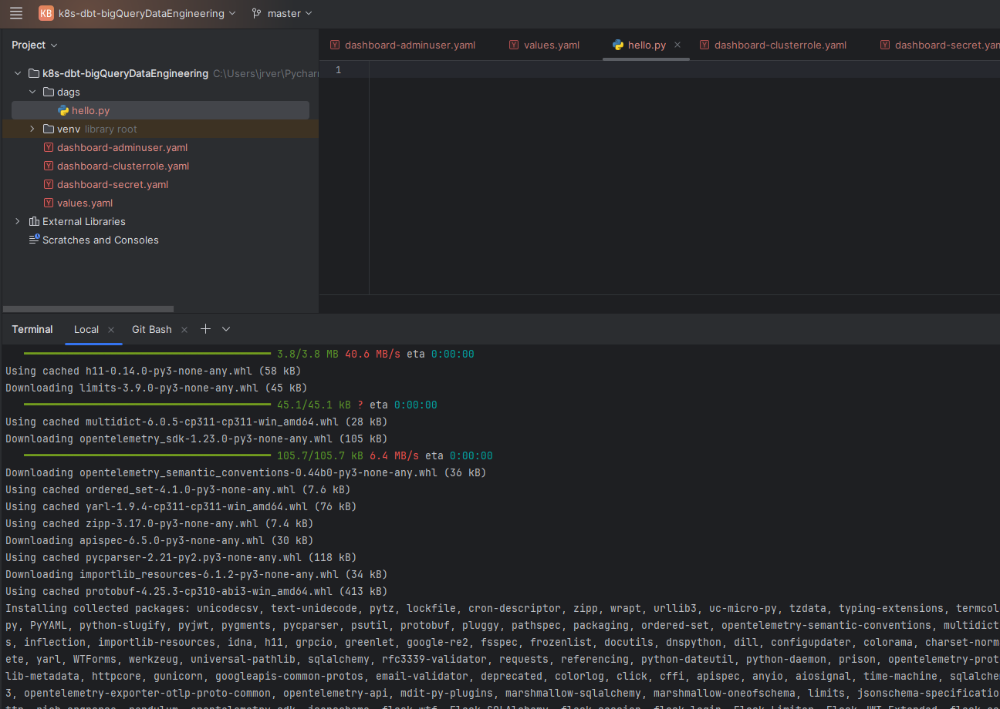 KB k8s-dbt-bigQueryDataEngineering master
Project
dashboard-adminuser.yaml values.yaml hello.py dashboard-clusterrole.yaml
k8s-dbt-bigQueryDataEngineering
dags
hello.py
venv library root
dashboard-adminuser.yaml
dashboard-clusterrole.yaml
dashboard-secret.yaml
values.yaml
External Libraries
Scratches and Consoles
1
Terminal Local Git Bash
3.8/3.8 MB 40.6 MB/s eta 0:00:00
Using cached h11-0.14.0-py3-none-any.whl (58 kB)
Downloading limits-3.9.0-py3-none-any.whl (45 kB)
45.1/45.1 kB ? eta 0:00:00
Using cached multidict-6.0.5-cp311-cp311-win_amd64.whl (28 kB)
Downloading opentelemetry_sdk-1.23.0-py3-none-any.whl (105 kB)
105.7/105.7 kB 6.4 MB/s eta 0:00:00
Downloading opentelemetry_semantic_conventions-0.44b0-py3-none-any.whl (36 kB)
Using cached ordered_set-4.1.0-py3-none-any.whl (7.6 kB)
Using cached yarl-1.9.4-cp311-cp311-win_amd64.whl (76 kB)
Using cached zipp-3.17.0-py3-none-any.whl (7.4 kB)
Downloading apispec-6.5.0-py3-none-any.whl (30 kB)
Using cached pycparser-2.21-py2.py3-none-any.whl (118 kB)
Downloading importlib_resources-6.1.2-py3-none-any.whl (34 kB)
Using cached protobuf-4.25.3-cp310-abi3-win_amd64.whl (413 kB)
Installing collected packages: unicodecsv, text-unidecode, pytz, lockfile, cron-descriptor, zipp, wrapt, urllib3, uc-micro-py, tzdata, typing-extensions, termcol
py, PyYAML, python-slugify, pyjwt, pygments, pycparser, psutil, protobuf, pluggy, pathspec, packaging, ordered-set, opentelemetry-semantic-conventions, multidict
s, inflection, importlib-resources, idna, h11, grpcio, greenlet, google-re2, fsspec, frozenlist, docutils, dnspython, dill, configupdater, colorama, charset-norm
ete, yarl, WTForms, werkzeug, universal-pathlib, sqlalchemy, rfc3339-validator, requests, referencing, python-dateutil, python-daemon, prison, opentelemetry-prot
lib-metadata, httpcore, gunicorn, googleapis-common-protos, email-validator, deprecated, colorlog, click, cffi, apispec, anyio, aiosignal, time-machine, sqlalchem
3, opentelemetry-exporter-otlp-proto-common, opentelemetry-api, mdit-py-plugins, marshmallow-sqlalchemy, marshmallow-oneofschema, limits, jsonschema-specificatio